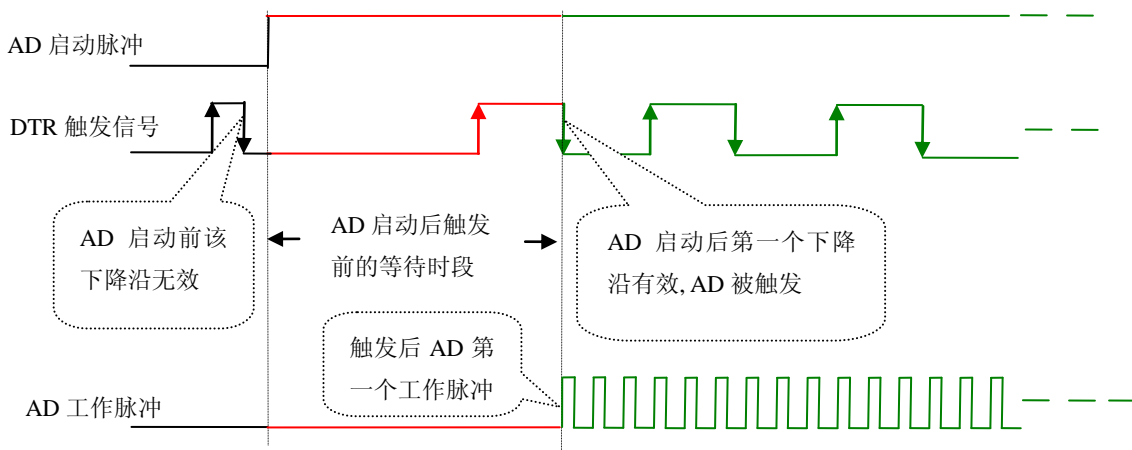 AD 启动脉冲
DTR 触发信号
AD 启动前该
下降沿无效
AD 启动后触发
前的等待时段
AD 启动后第一个下降
沿有效, AD 被触发
触发后 AD 第
一个工作脉冲
AD 工作脉冲